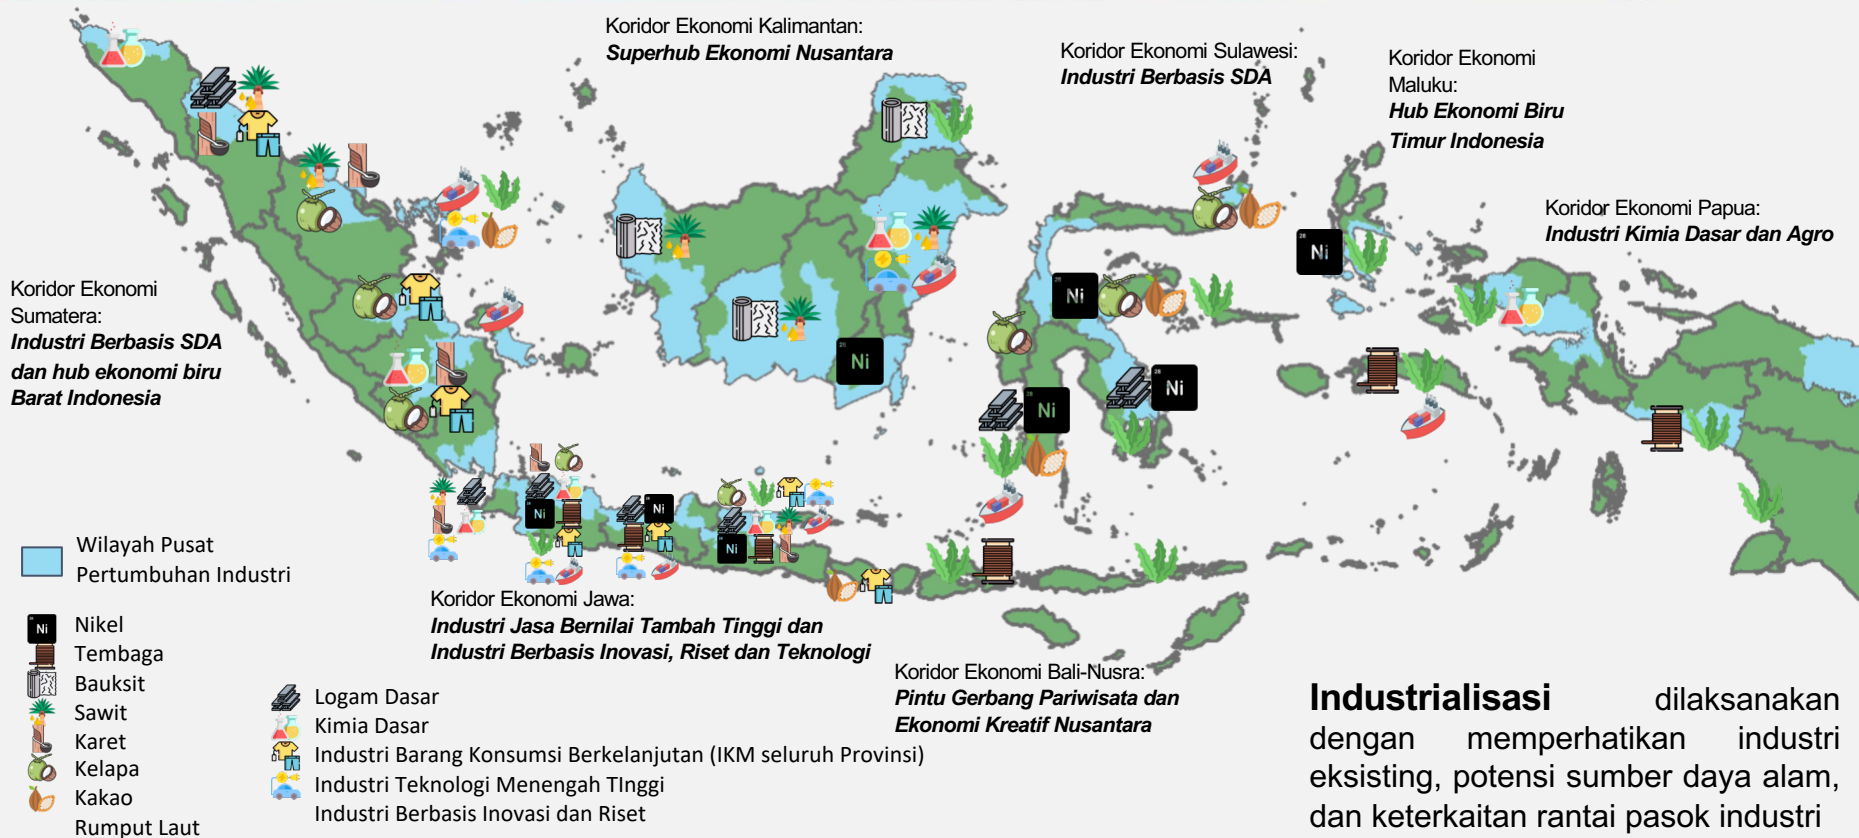 Koridor Ekonomi Kalimantan:
Superhub Ekonomi Nusantara
Koridor Ekonomi Sulawesi:
Industri Berbasis SDA
Koridor Ekonomi
Maluku:
Hub Ekonomi Biru
Timur Indonesia
Koridor Ekonomi Papua:
Industri Kimia Dasar dan Agro
Koridor Ekonomi
Sumatera:
Industri Berbasis SDA
dan hub ekonomi biru
Barat Indonesia
28
Ni
Ni
Ni
28
Ni
28
Ni
Ni
Ni
Ni
Wilayah Pusat
Pertumbuhan Industri
Koridor Ekonomi Jawa:
Industri Jasa Bernilai Tambah Tinggi dan
Industri Berbasis Inovasi, Riset dan Teknologi
Koridor Ekonomi Bali-Nusra:
Pintu Gerbang Pariwisata dan
Ekonomi Kreatif Nusantara
Ni
Nikel
Tembaga
Bauksit
Sawit
Karet
Kelapa
Kakao
Rumput Laut
Logam Dasar
Kimia Dasar
Industri Barang Konsumsi Berkelanjutan (IKM seluruh Provinsi)
Industri Teknologi Menengah TInggi
Industri Berbasis Inovasi dan Riset
Industrialisasi dilaksanakan
dengan memperhatikan industri
eksisting, potensi sumber daya alam,
dan keterkaitan rantai pasok industri